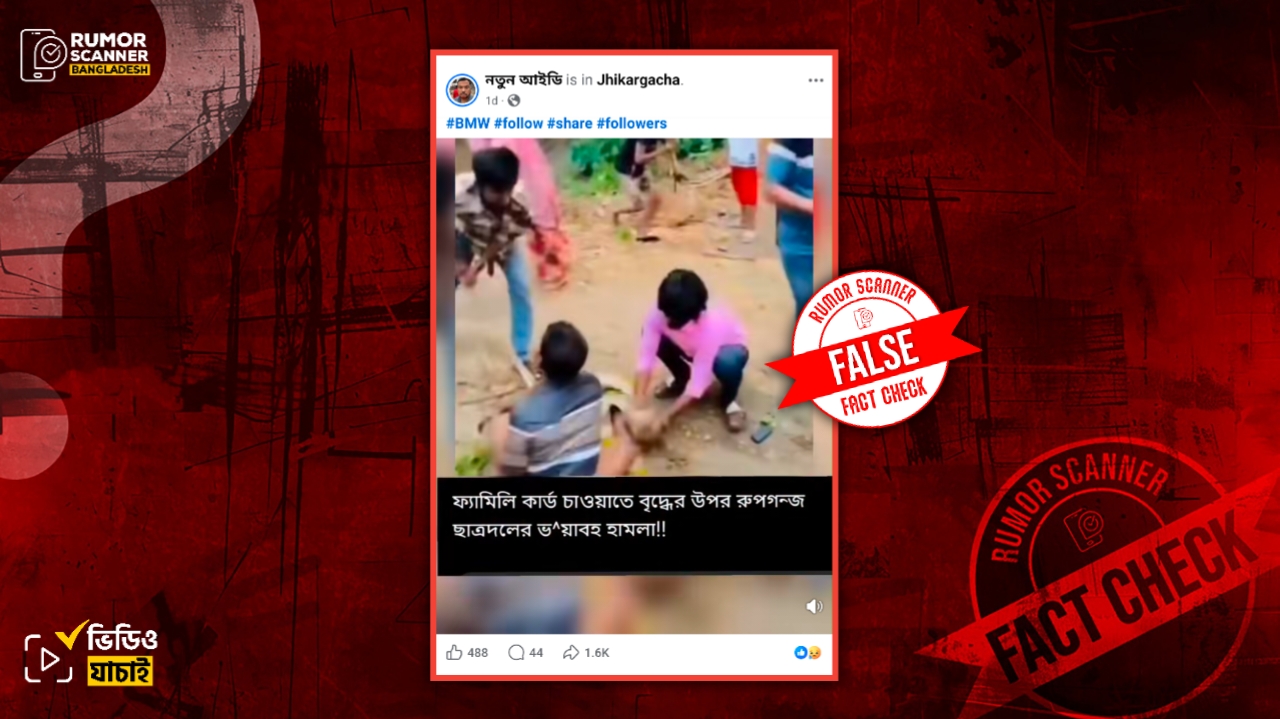 RUMOR
SCANNER
BANGLADESH
নতুন আইডি is in Jhikargacha.
1d
#BMW #follow #share #followers
RUMOR SCANNER
FALSE
FACT CHECK
ফ্যামিলি কার্ড চাওয়াতে বৃদ্ধের উপর রুপগন্জ
ছাত্রদলের ভ^য়াবহ হামলা!!
488 44 1.6K
ভিডিও
যাচাই
RUMOR SCANNER
FACT CHECK